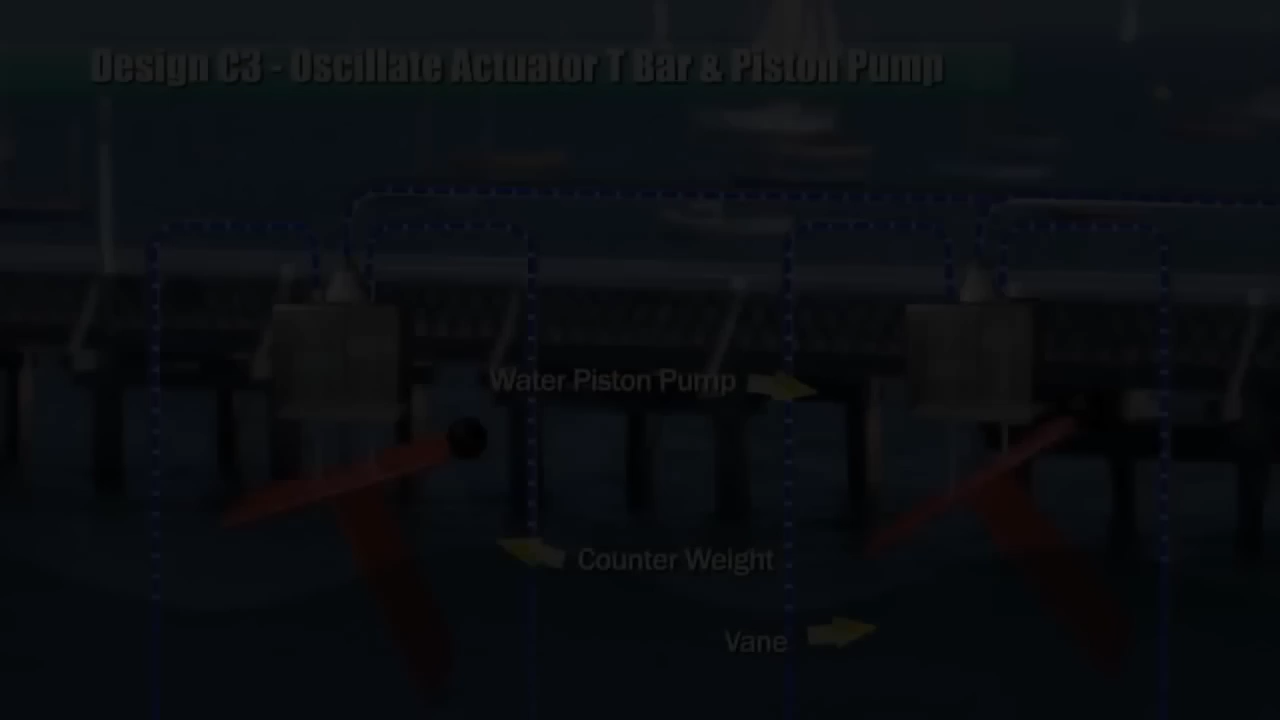 Design C3 - Oscillate Actuator T Bar & Piston Pump
Water Piston Pump
Counter Weight
Vane